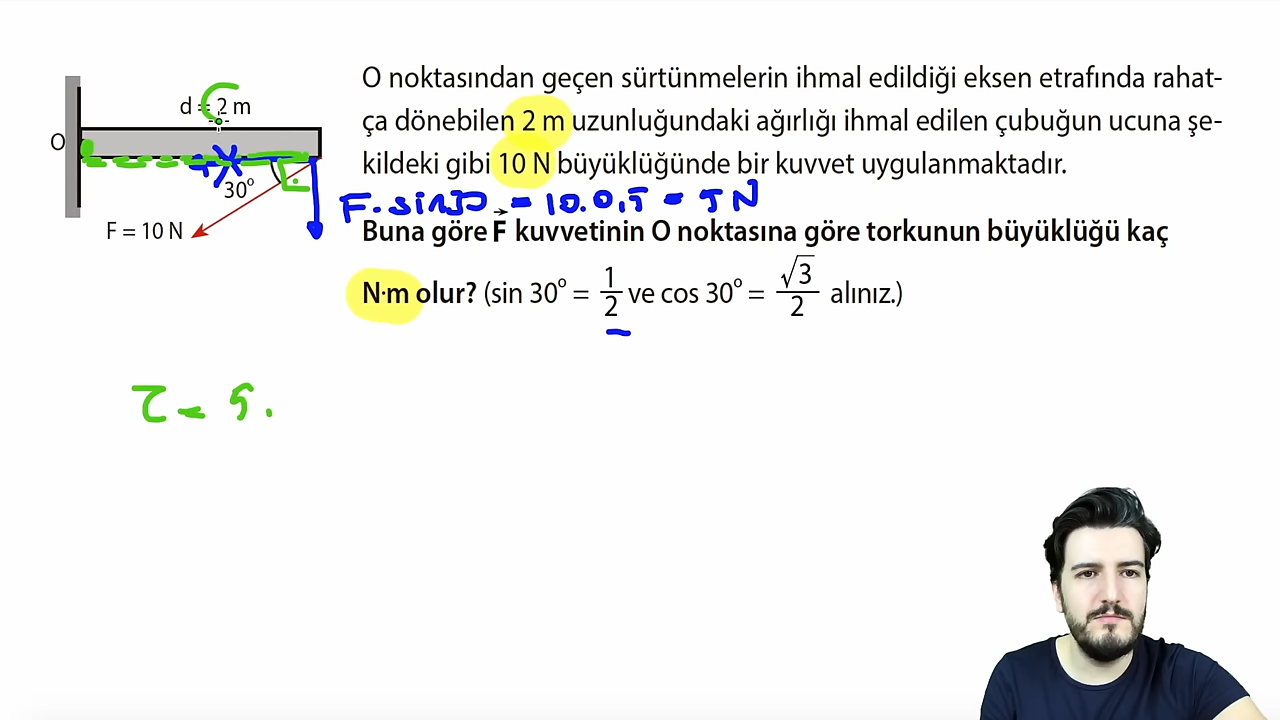 d = 2 m
O
30°
F = 10 N
O noktasından geçen sürtünmelerin ihmal edildiği eksen etrafında rahat-
ça dönebilen 2 m uzunluğundaki ağırlığı ihmal edilen çubuğun ucuna şe-
kildeki gibi 10 N büyüklüğünde bir kuvvet uygulanmaktadır.
F. sin30 = 10.0,5 = 5 N
Buna göre F⃗ kuvvetinin O noktasına göre torkunun büyüklüğü kaç
N·m olur? (sin 30° = 1/2 ve cos 30° = √3/2 alınız.)
τ = 5.